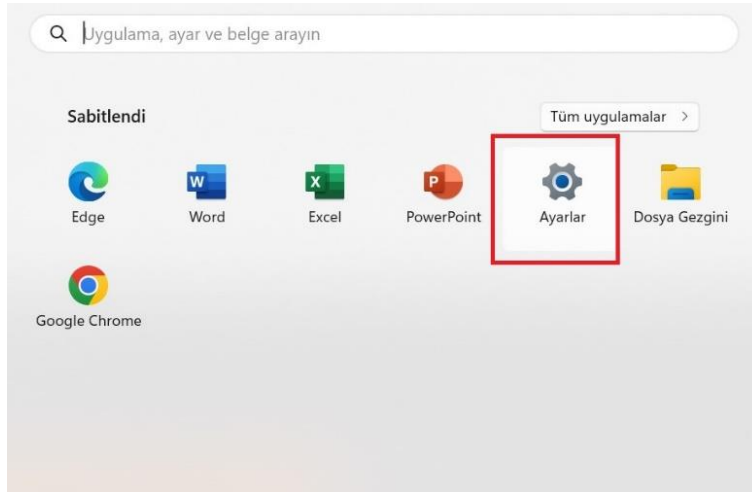 Uygulama, ayar ve belge arayın
Sabitlendi
Tüm uygulamalar >
Edge
Word
Excel
PowerPoint
Ayarlar
Dosya Gezgini
Google Chrome